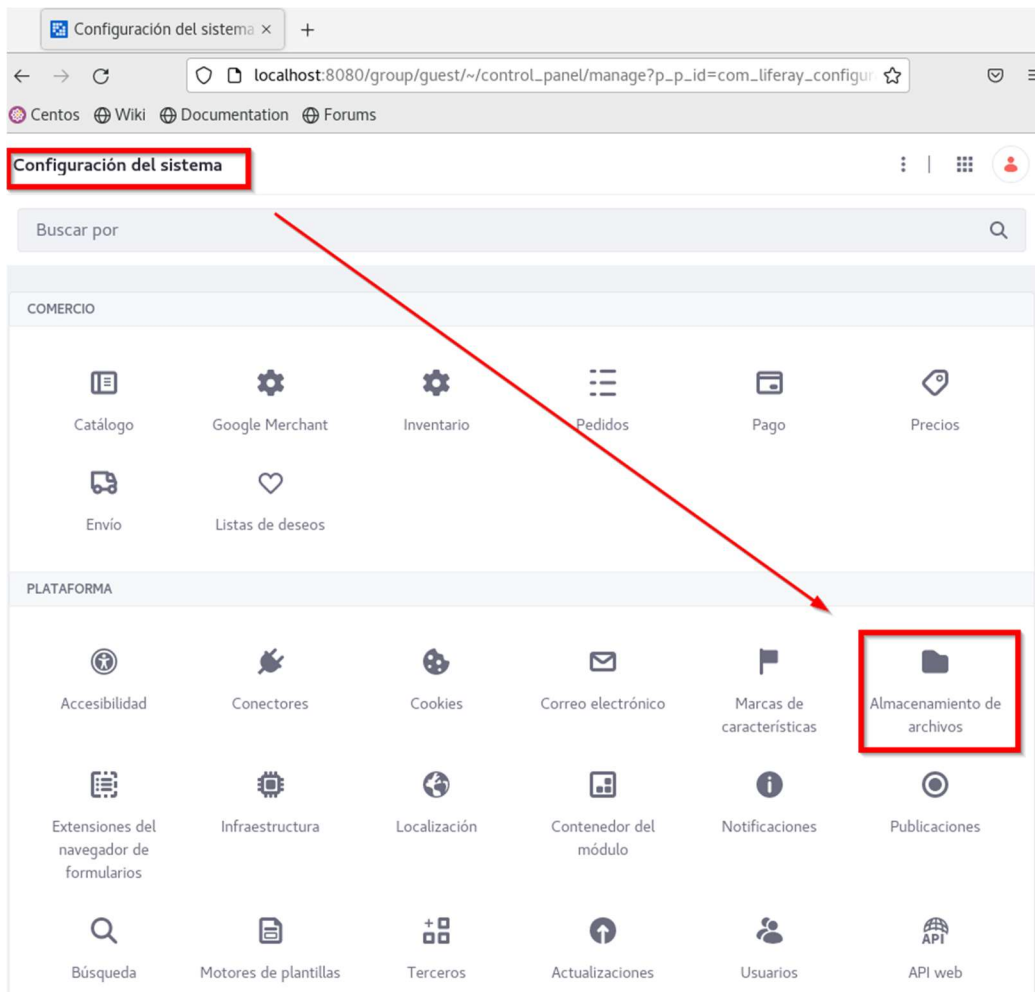 Configuración del sistema × +
localhost:8080/group/guest/~/control_panel/manage?p_p_id=com_liferay_configur
Centos Wiki Documentation Forums
Configuración del sistema
Buscar por
COMERCIO
Catálogo Google Merchant Inventario Pedidos Pago Precios
Envío Listas de deseos
PLATAFORMA
Accesibilidad Conectores Cookies Correo electrónico Marcas de Almacenamiento de
características archivos
Extensiones del Infraestructura Localización Contenedor del Notificaciones Publicaciones
navegador de módulo
formularios
API
Búsqueda Motores de plantillas Terceros Actualizaciones Usuarios API web